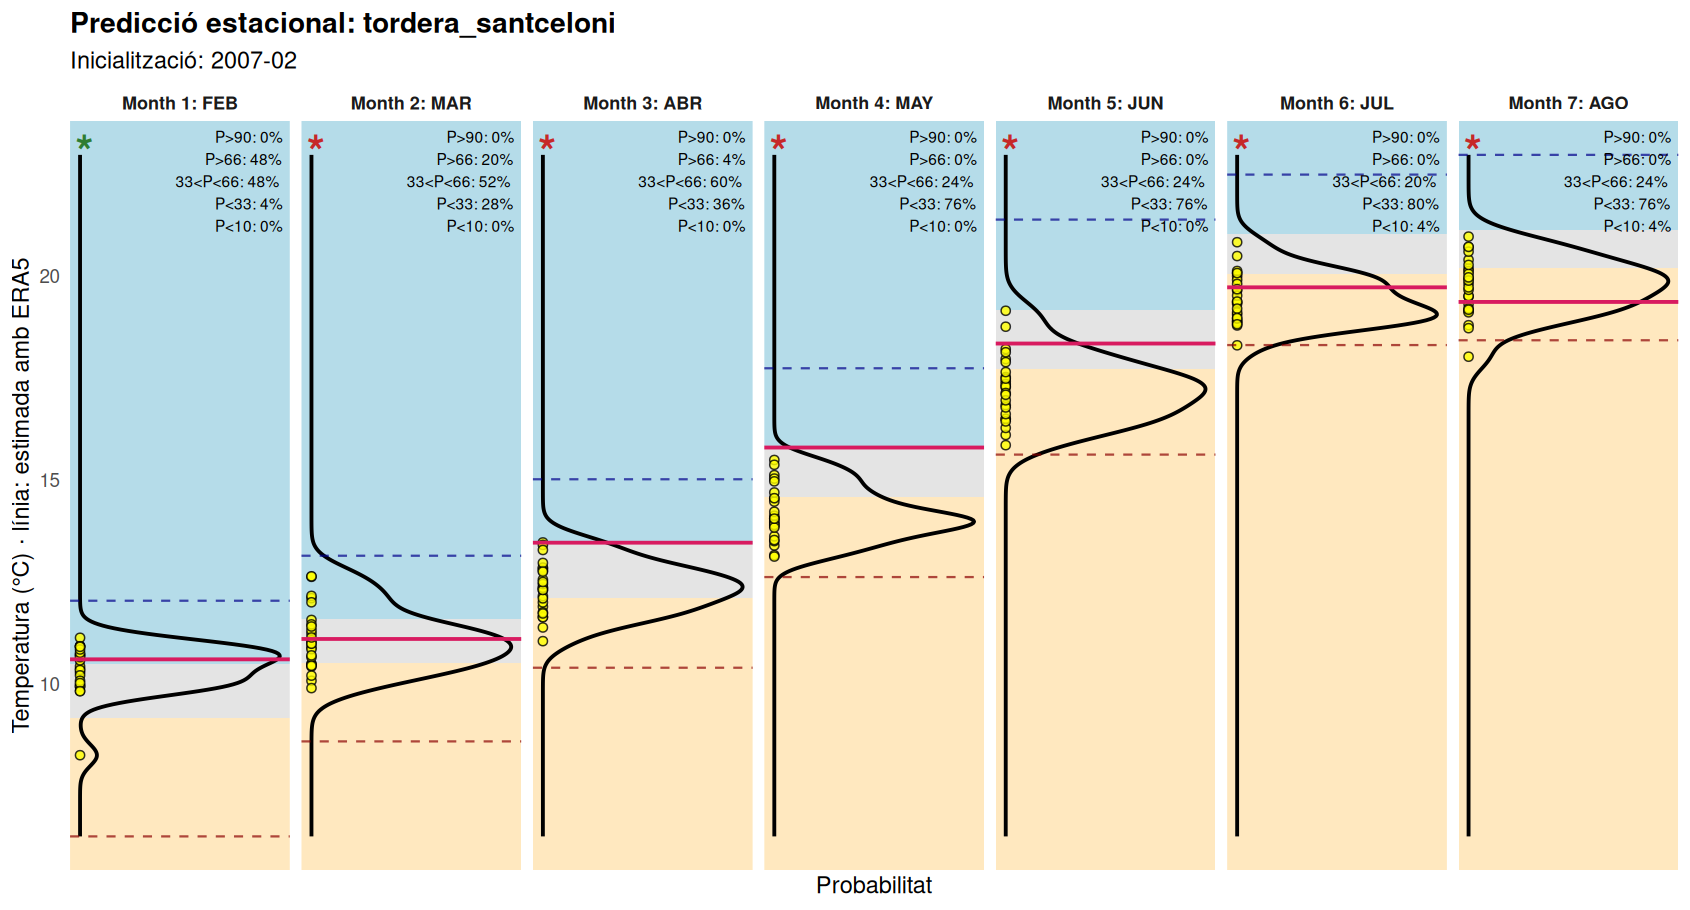 Predicció estacional: tordera_santceloni
Inicialització: 2007-02
Month 1: FEB
Month 2: MAR
Month 3: ABR
Month 4: MAY
Month 5: JUN
Month 6: JUL
Month 7: AGO
*
P>90: 0%
P>66: 48%
33<P<66: 48%
P<33: 4%
P<10: 0%
*
P>90: 0%
P>66: 20%
33<P<66: 52%
P<33: 28%
P<10: 0%
*
P>90: 0%
P>66: 4%
33<P<66: 60%
P<33: 36%
P<10: 0%
*
P>90: 0%
P>66: 0%
33<P<66: 24%
P<33: 76%
P<10: 0%
*
P>90: 0%
P>66: 0%
33<P<66: 24%
P<33: 76%
P<10: 0%
*
P>90: 0%
P>66: 0%
33<P<66: 20%
P<33: 80%
P<10: 4%
*
P>90: 0%
P>66: 0%
33<P<66: 24%
P<33: 76%
P<10: 4%
20
15
10
Temperatura (°C) · línia: estimada amb ERA5
Probabilitat